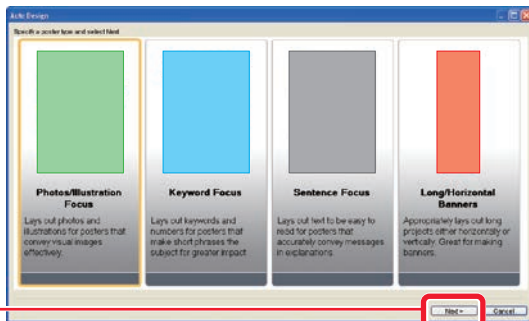 Auto Design
Specify a poster type and select Next.
Photos/Illustration
Focus
Lays out photos and
illustrations for posters that
convey visual images
effectively.
Keyword Focus
Lays out keywords and
numbers for posters that
make short phrases the
subject for greater impact
Sentence Focus
Lays out text to be easy to
read for posters that
accurately convey messages
in explanations.
Long/Horizontal
Banners
Appropriately lays out long
projects either horizontally or
vertically. Great for making
banners.
Next >
Cancel